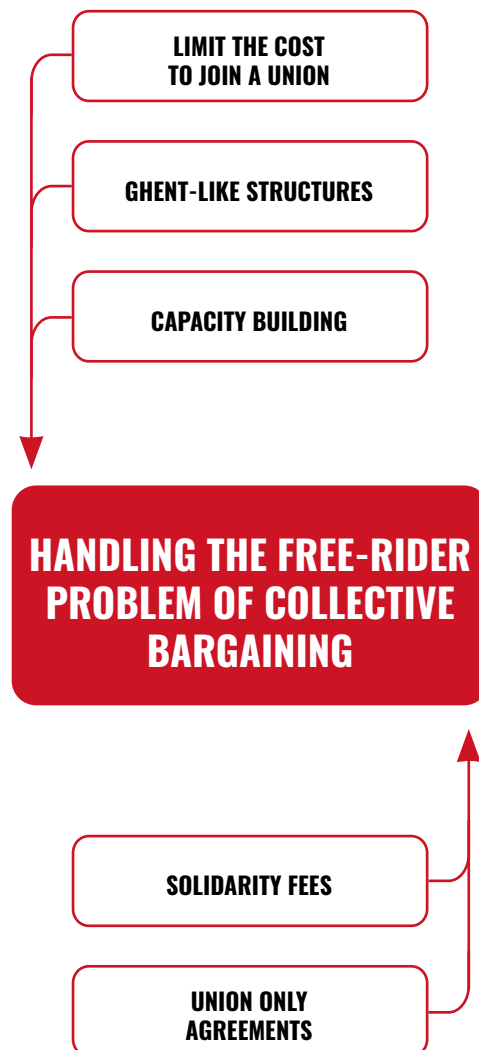 LIMIT THE COST
TO JOIN A UNION
GHENT-LIKE STRUCTURES
CAPACITY BUILDING
HANDLING THE FREE-RIDER
PROBLEM OF COLLECTIVE
BARGAINING
SOLIDARITY FEES
UNION ONLY
AGREEMENTS